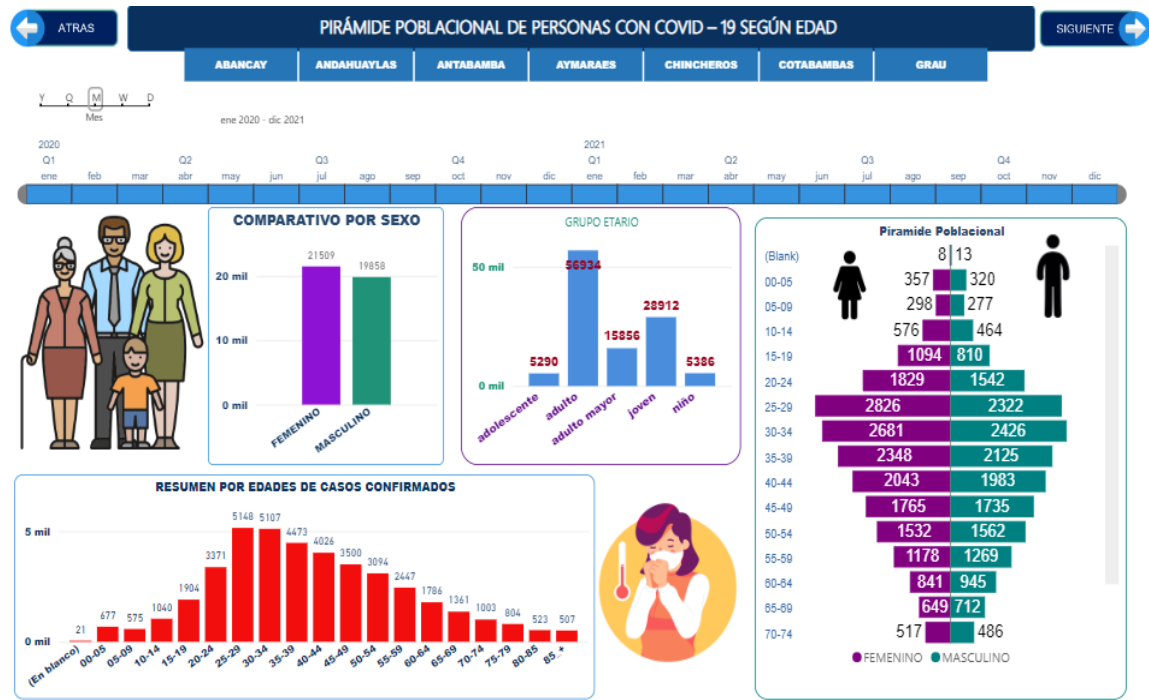 ATRAS
PIRÁMIDE POBLACIONAL DE PERSONAS CON COVID – 19 SEGÚN EDAD
SIGUIENTE
ABANCAY ANDAHUAYLAS ANTABAMBA AYMARAES CHINCHEROS COTABAMBAS GRAU
Y Q M W D
Mes
ene 2020 - dic 2021
2020 2021
Q1 Q2 Q3 Q4 Q1 Q2 Q3 Q4
ene feb mar abr may jun jul ago sep oct nov dic ene feb mar abr may jun jul ago sep oct nov dic
COMPARATIVO POR SEXO
21509 19858
20 mil
10 mil
0 mil
FEMENINO MASCULINO
GRUPO ETARIO
50 mil
0 mil
5290 56934 15856 28912 5386
adolescente adulto adulto mayor joven niño
Piramide Poblacional
(Blank) 8 13
00-05 357 320
05-09 298 277
10-14 576 464
15-19 1094 810
20-24 1829 1542
25-29 2826 2322
30-34 2681 2426
35-39 2348 2125
40-44 2043 1983
45-49 1765 1735
50-54 1532 1562
55-59 1178 1269
60-64 841 945
65-69 649 712
70-74 517 486
FEMENINO MASCULINO
RESUMEN POR EDADES DE CASOS CONFIRMADOS
5 mil
0 mil
21 677 575 1040 1904 3371 5148 5107 4473 4026 3500 3094 2447 1786 1361 1003 804 523 507
(En blanco) 00-05 05-09 10-14 15-19 20-24 25-29 30-34 35-39 40-44 45-49 50-54 55-59 60-64 65-69 70-74 75-79 80-85 85_+